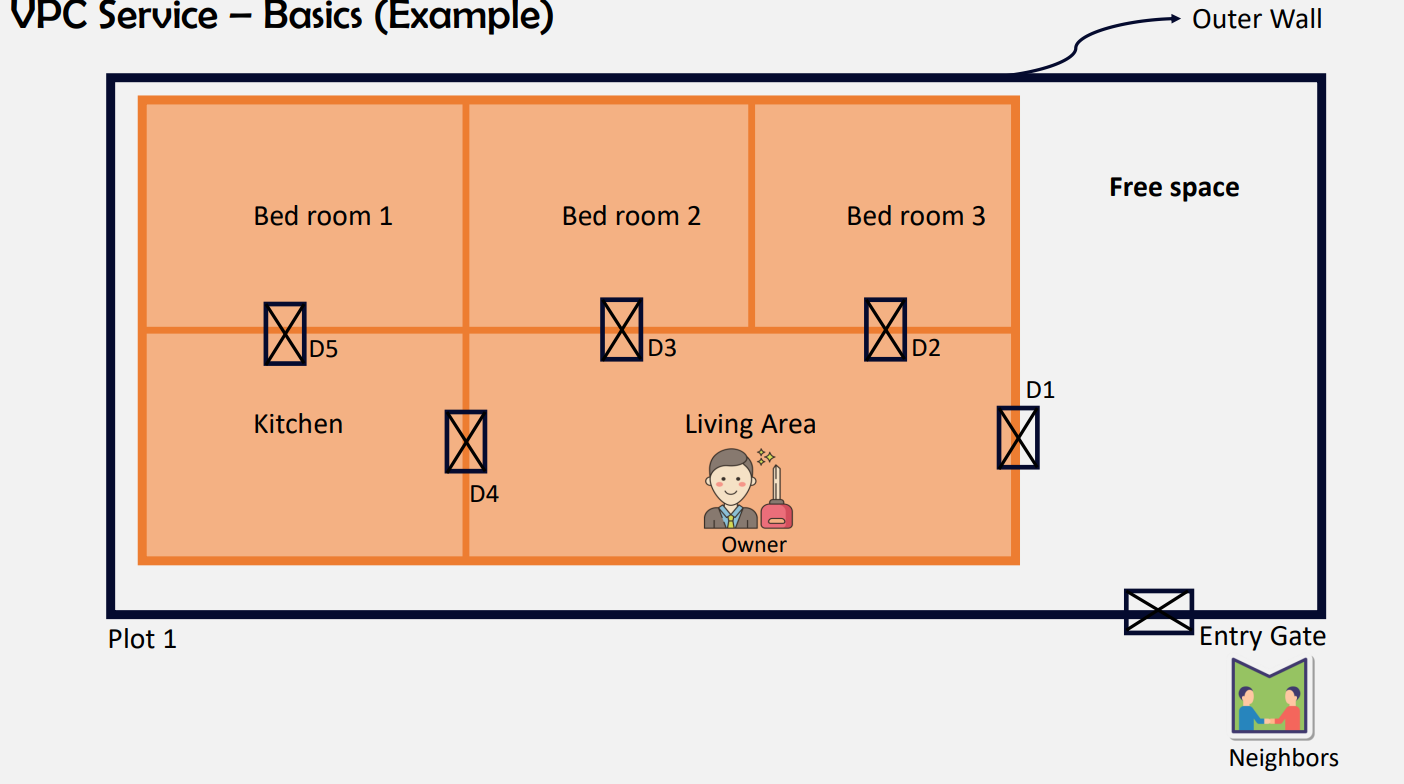 VPC Service – Basics (Example)
Outer Wall
Free space
Bed room 1
Bed room 2
Bed room 3
D5
D3
D2
D1
Kitchen
Living Area
D4
Owner
Plot 1
Entry Gate
Neighbors